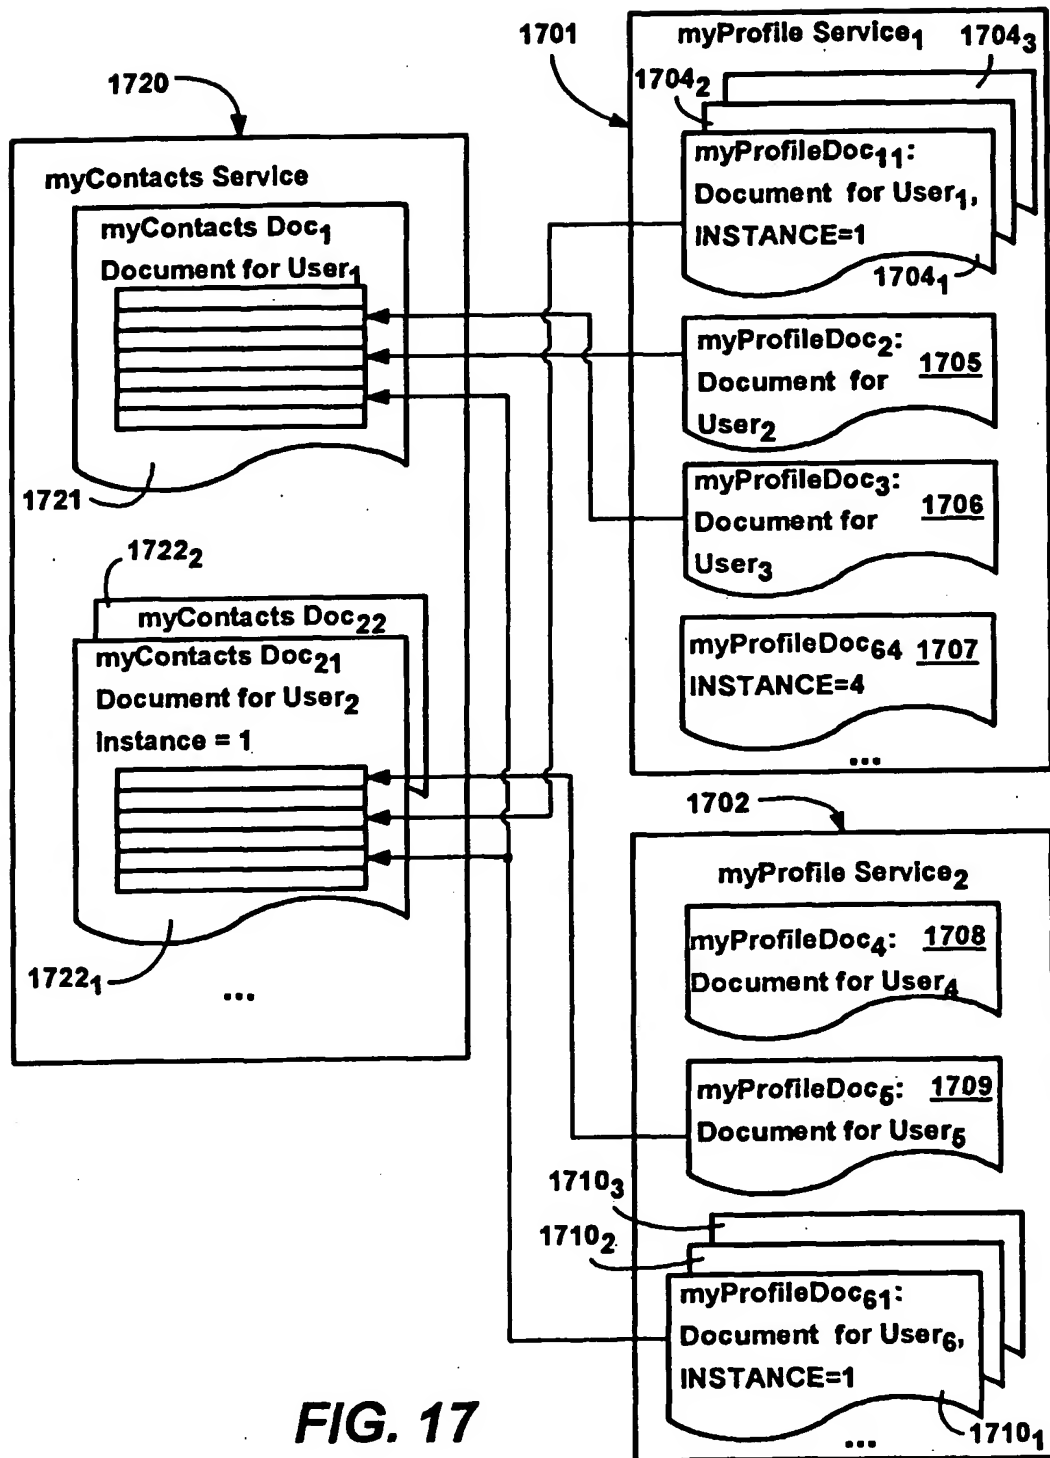 1720
myContacts Service
myContacts Doc₁
Document for User₁
1721
1722₂
myContacts Doc₂₂
myContacts Doc₂₁
Document for User₂
Instance = 1
1722₁
...
1701
myProfile Service₁
1704₃
1704₂
myProfileDoc₁₁:
Document for User₁,
INSTANCE=1
1704₁
myProfileDoc₂:
1705
Document for
User₂
myProfileDoc₃:
1706
Document for
User₃
myProfileDoc₆₄
1707
INSTANCE=4
...
1702
myProfile Service₂
myProfileDoc₄:
1708
Document for User₄
myProfileDoc₅:
1709
Document for User₅
1710₃
1710₂
myProfileDoc₆₁:
Document for User₆,
INSTANCE=1
1710₁
...
FIG. 17